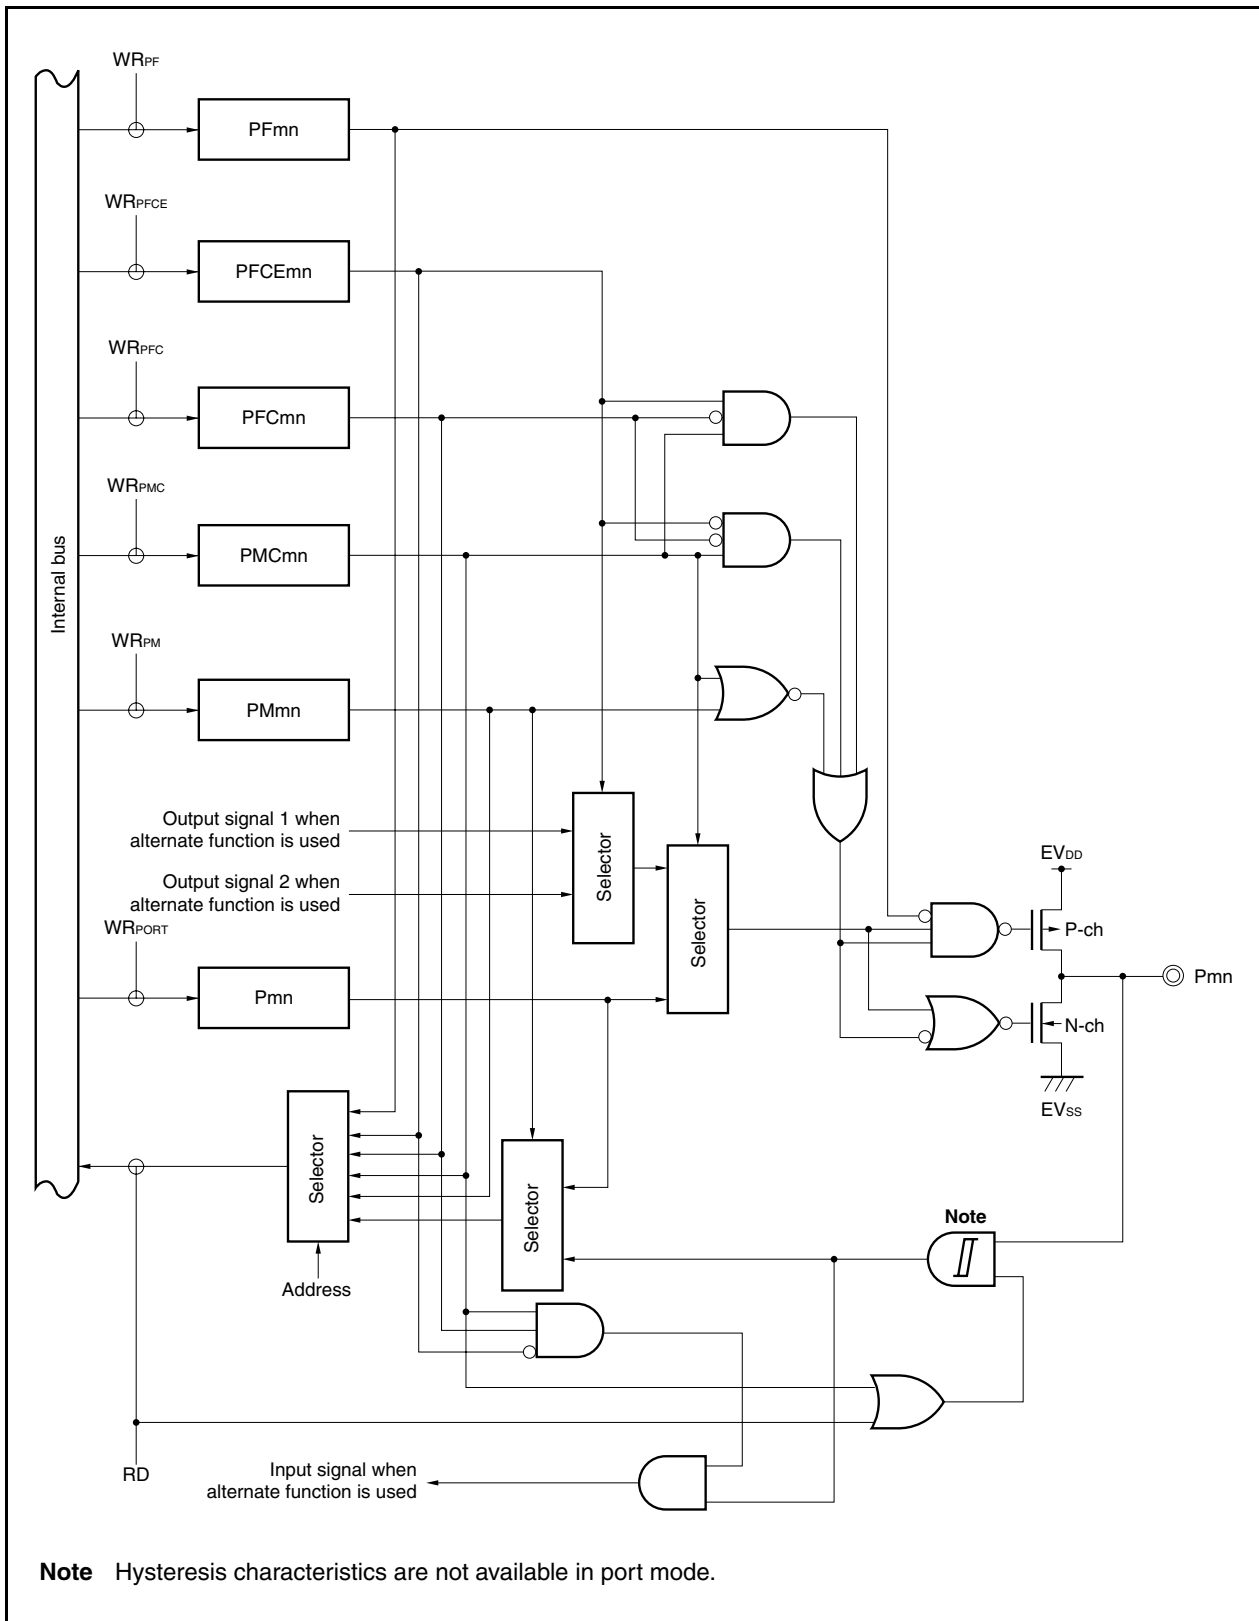 WRPF
PFmn
WRPFCE
PFCEmn
WRPFC
PFCmn
WRPMC
PMCmn
Internal bus
WRPM
PMmn
Output signal 1 when
alternate function is used
Selector
Output signal 2 when
alternate function is used
Selector
WRPORT
Pmn
EVDD
P-ch
Pmn
N-ch
EVSS
Selector
Selector
Address
Note
RD
Input signal when
alternate function is used
Note Hysteresis characteristics are not available in port mode.